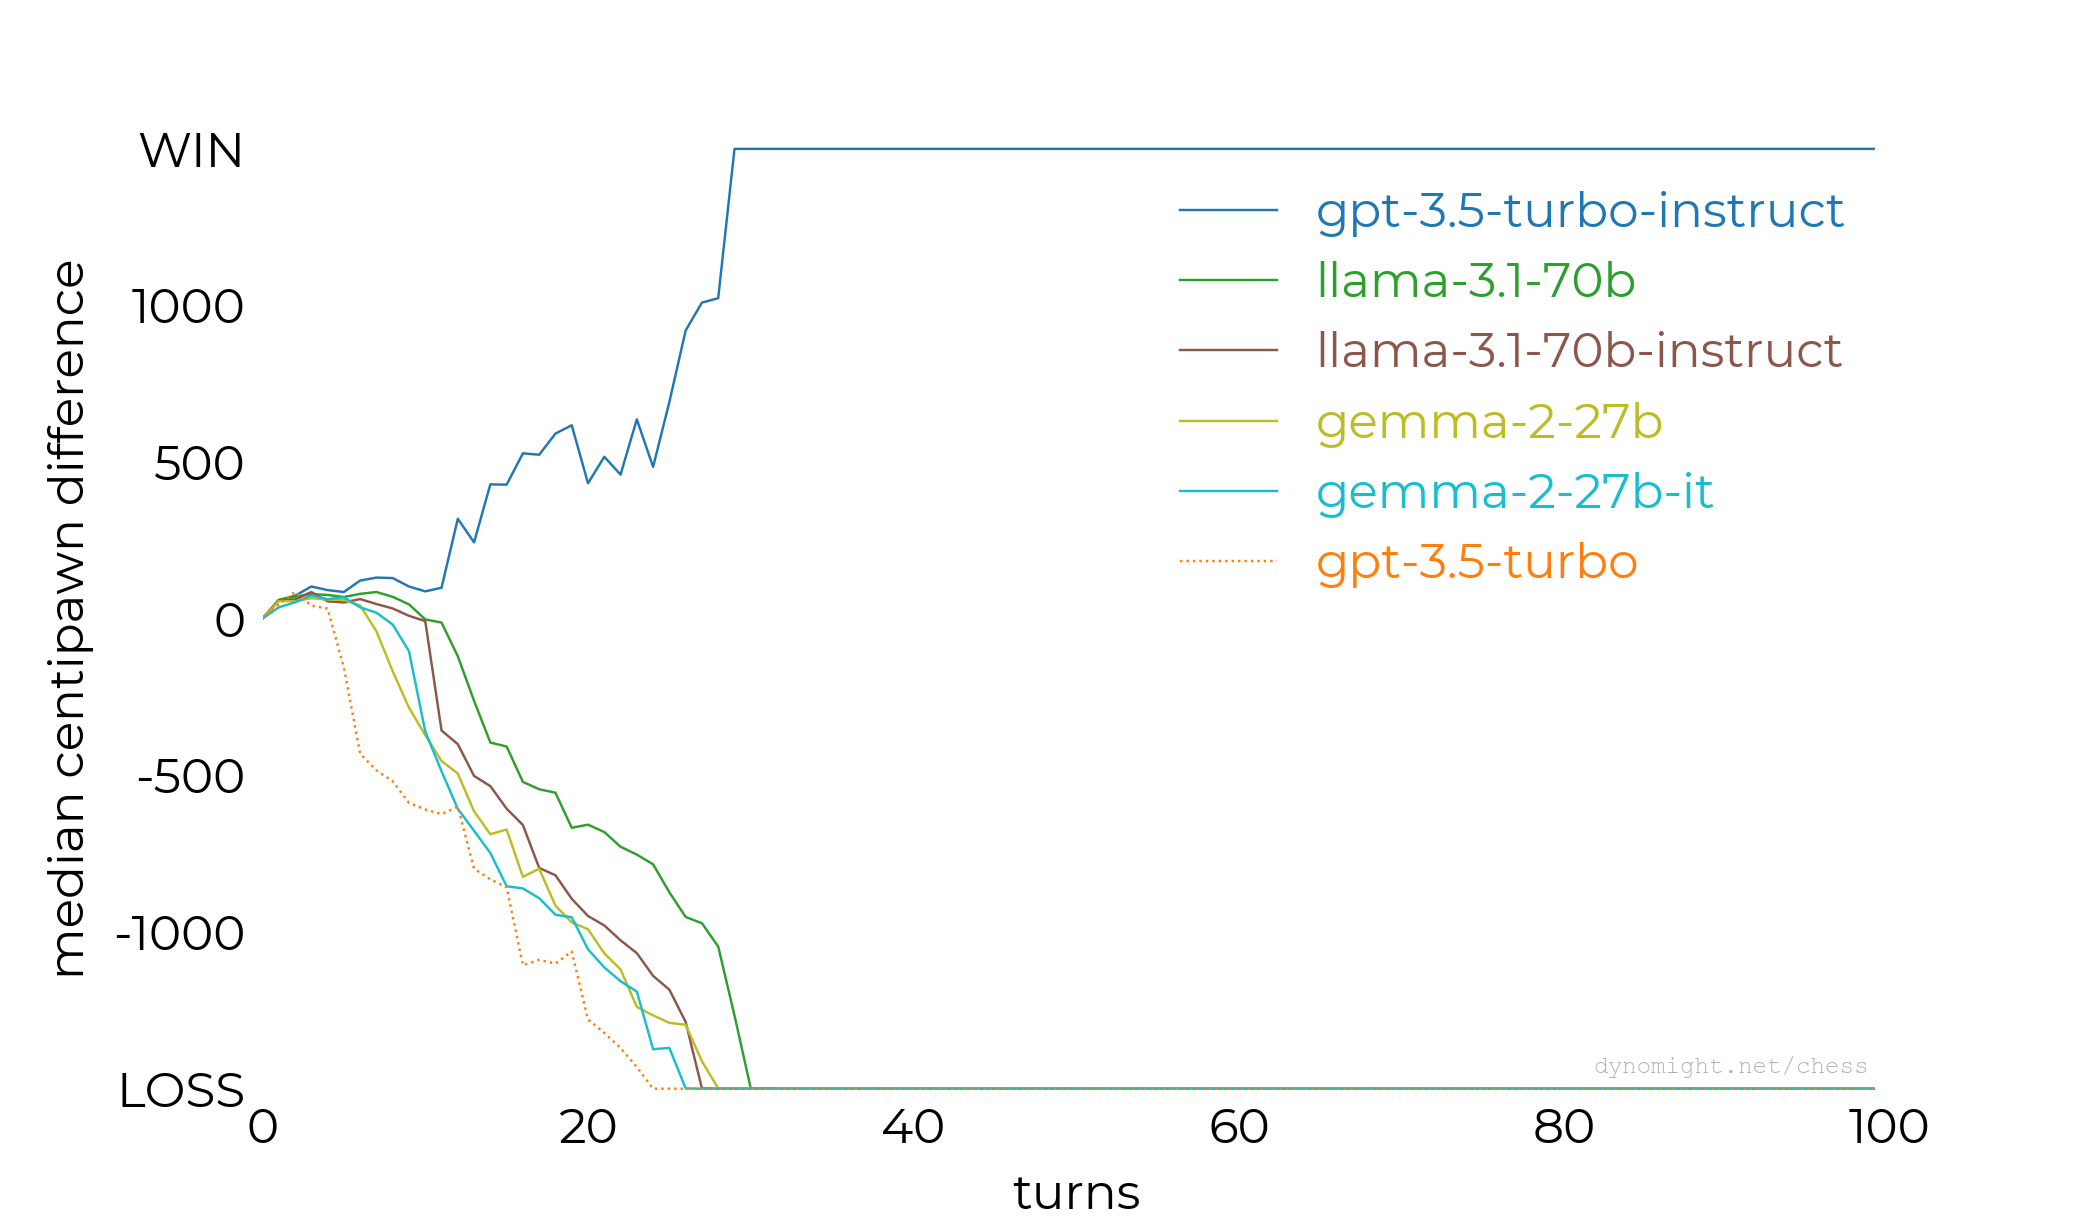 WIN
1000
500
0
-500
-1000
LOSS
median centipawn difference
gpt-3.5-turbo-instruct
llama-3.1-70b
llama-3.1-70b-instruct
gemma-2-27b
gemma-2-27b-it
gpt-3.5-turbo
dynomight.net/chess
0 20 40 60 80 100
turns